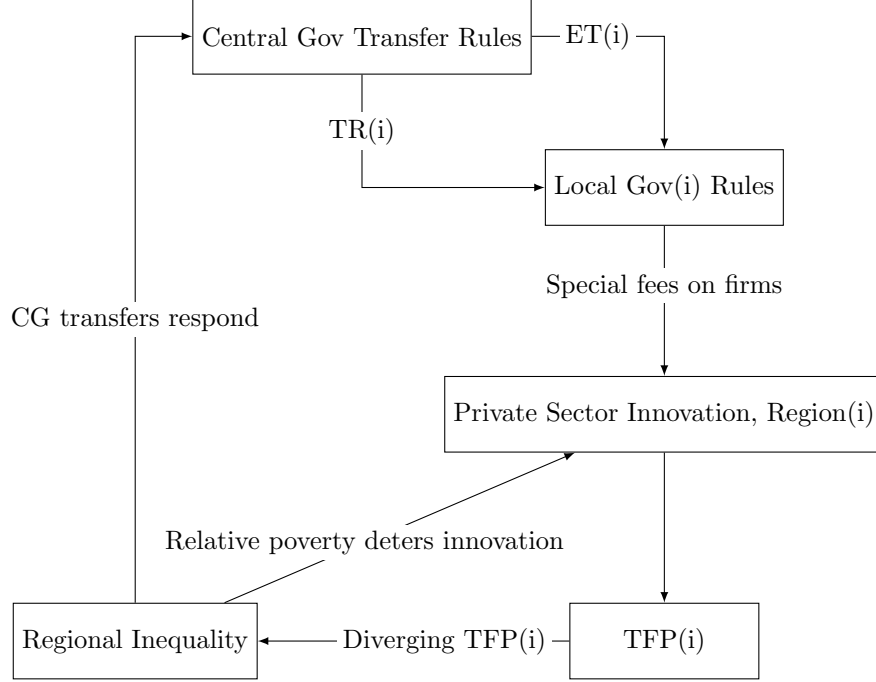 Central Gov Transfer Rules
ET(i)
TR(i)
Local Gov(i) Rules
Special fees on firms
CG transfers respond
Private Sector Innovation, Region(i)
Relative poverty deters innovation
Regional Inequality
Diverging TFP(i)
TFP(i)